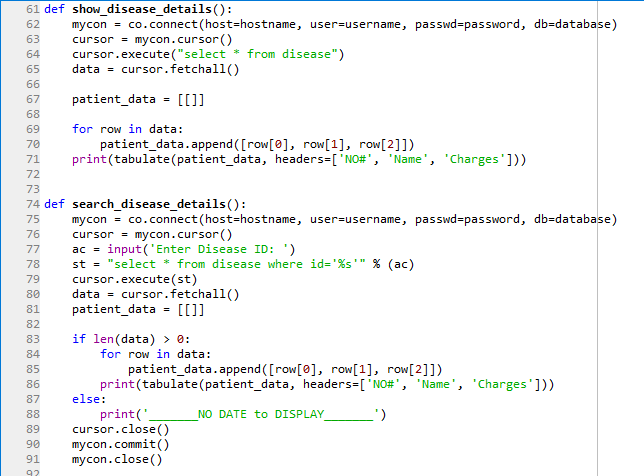 61 def show_disease_details():
62     mycon = co.connect(host=hostname, user=username, passwd=password, db=database)
63     cursor = mycon.cursor()
64     cursor.execute("select * from disease")
65     data = cursor.fetchall()
66
67     patient_data = [[]]
68
69     for row in data:
70         patient_data.append([row[0], row[1], row[2]])
71     print(tabulate(patient_data, headers=['NO#', 'Name', 'Charges']))
72
73
74 def search_disease_details():
75     mycon = co.connect(host=hostname, user=username, passwd=password, db=database)
76     cursor = mycon.cursor()
77     ac = input('Enter Disease ID: ')
78     st = "select * from disease where id='%s'" % (ac)
79     cursor.execute(st)
80     data = cursor.fetchall()
81     patient_data = [[]]
82
83     if len(data) > 0:
84         for row in data:
85             patient_data.append([row[0], row[1], row[2]])
86         print(tabulate(patient_data, headers=['NO#', 'Name', 'Charges']))
87     else:
88         print('_______NO DATE to DISPLAY_______')
89     cursor.close()
90     mycon.commit()
91     mycon.close()
92